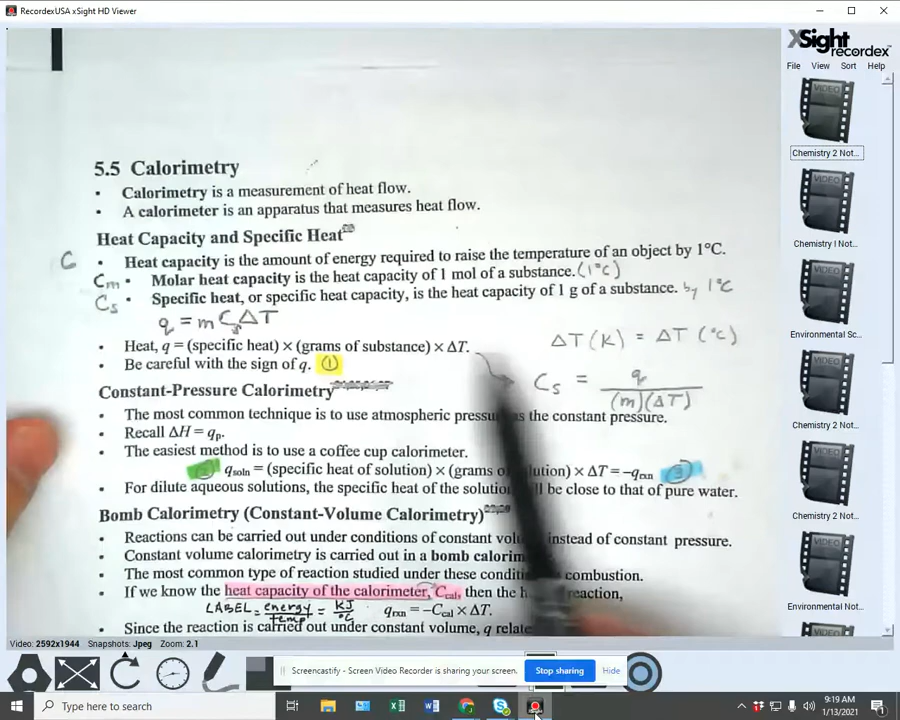 RecordexUSA xSight HD Viewer
xSight
recordex
File View Sort Help
5.5 Calorimetry
• Calorimetry is a measurement of heat flow.
• A calorimeter is an apparatus that measures heat flow.
Heat Capacity and Specific Heat
C • Heat capacity is the amount of energy required to raise the temperature of an object by 1°C.
Cm • Molar heat capacity is the heat capacity of 1 mol of a substance. (1°C)
Cs • Specific heat, or specific heat capacity, is the heat capacity of 1 g of a substance. by 1°C
q = m Cs ΔT
ΔT (K) = ΔT (°C)
• Heat, q = (specific heat) × (grams of substance) × ΔT.
• Be careful with the sign of q. 1
Cs = q / (m)(ΔT)
Constant-Pressure Calorimetry
• The most common technique is to use atmospheric as the constant pressure.
• Recall ΔH = qp.
• The easiest method is to use a coffee cup calorimeter.
qsoln = (specific heat of solution) × (grams × ΔT = –qrxn 3
• For dilute aqueous solutions, the specific heat of the be close to that of pure water.
Bomb Calorimetry (Constant-Volume Calorimetry)
• Reactions can be carried out under conditions of constant instead of constant pressure.
• Constant volume calorimetry is carried out in a bomb
• The most common type of reaction studied under these combustion.
• If we know the heat capacity of the calorimeter, Ccal, then the reaction,
LABEL = energy/temp = KJ/°C
qrxn = –Ccal × ΔT.
• Since the reaction is carried out under constant volume, q
VIDEO
Chemistry 2 Not...
VIDEO
Chemistry I Not...
VIDEO
Environmental Sc...
VIDEO
Chemistry 2 Not...
VIDEO
Chemistry 2 Not...
VIDEO
Environmental Not...
VIDEO
Video: 2592x1944 Snapshots: Jpeg Zoom: 2.1
Screencastify - Screen Video Recorder is sharing your screen.
Stop sharing
Hide
Type here to search
9:19 AM
1/13/2021
1